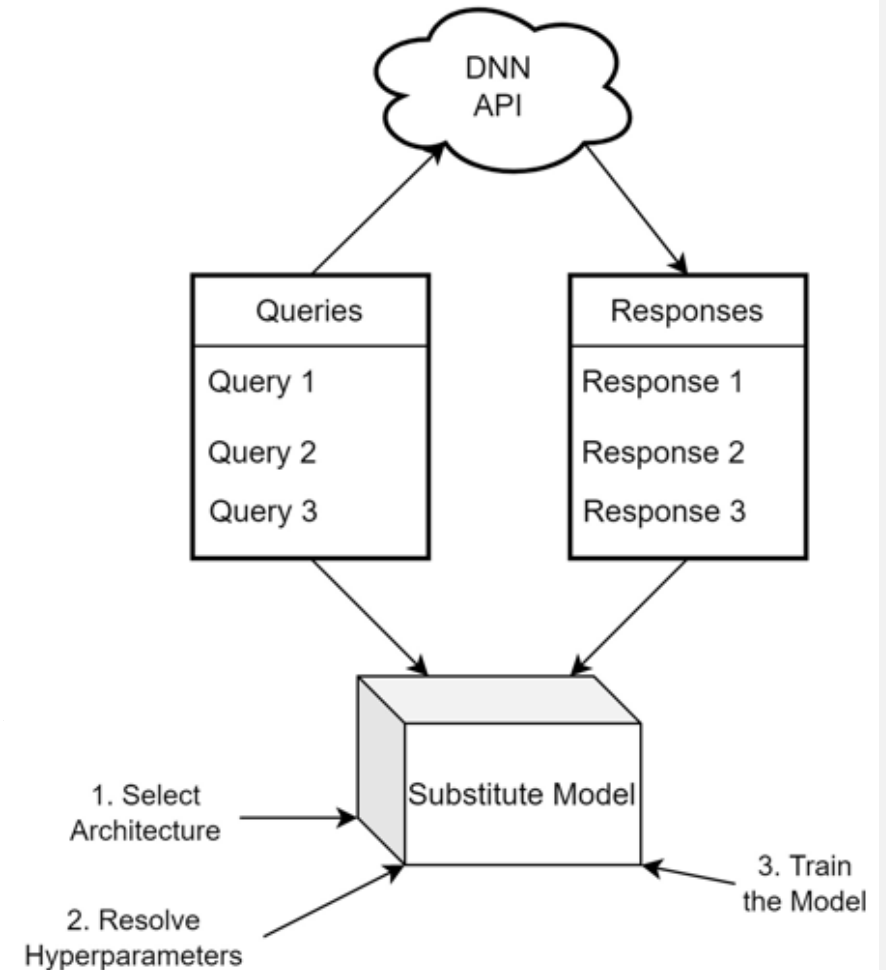 DNN
API
Queries
Query 1
Query 2
Query 3
Responses
Response 1
Response 2
Response 3
Substitute Model
1. Select
Architecture
2. Resolve
Hyperparameters
3. Train
the Model